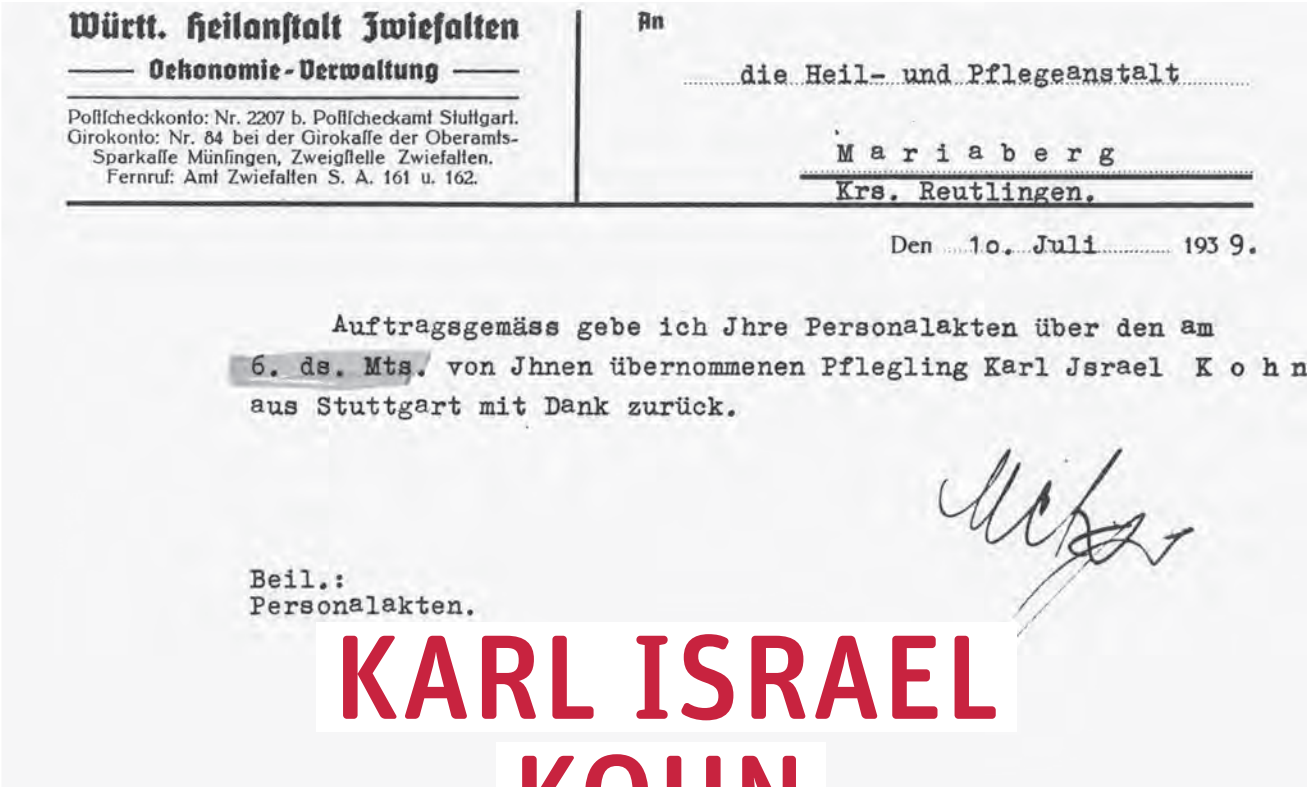 Württ. Heilanstalt Zwiefalten
Oekonomie-Verwaltung
Postscheckkonto: Nr. 2207 b. Postscheckamt Stuttgart.
Girokonto: Nr. 84 bei der Girokasse der Oberamts-
Sparkasse Münsingen, Zweigstelle Zwiefalten.
Fernruf: Amt Zwiefalten S. A. 161 u. 162.
An
die Heil- und Pflegeanstalt
Mariaberg
Krs. Reutlingen.
Den 10. Juli 1939.
Auftragsgemäss gebe ich Jhre Personalakten über den am
6. ds. Mts. von Jhnen übernommenen Pflegling Karl Jsrael Kohn
aus Stuttgart mit Dank zurück.
Beil.:
Personalakten.
KARL ISRAEL
KOHN